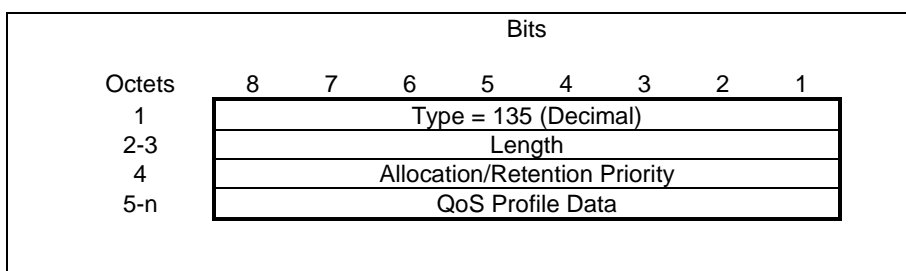 Bits
Octets 8 7 6 5 4 3 2 1
1 Type = 135 (Decimal)
2-3 Length
4 Allocation/Retention Priority
5-n QoS Profile Data